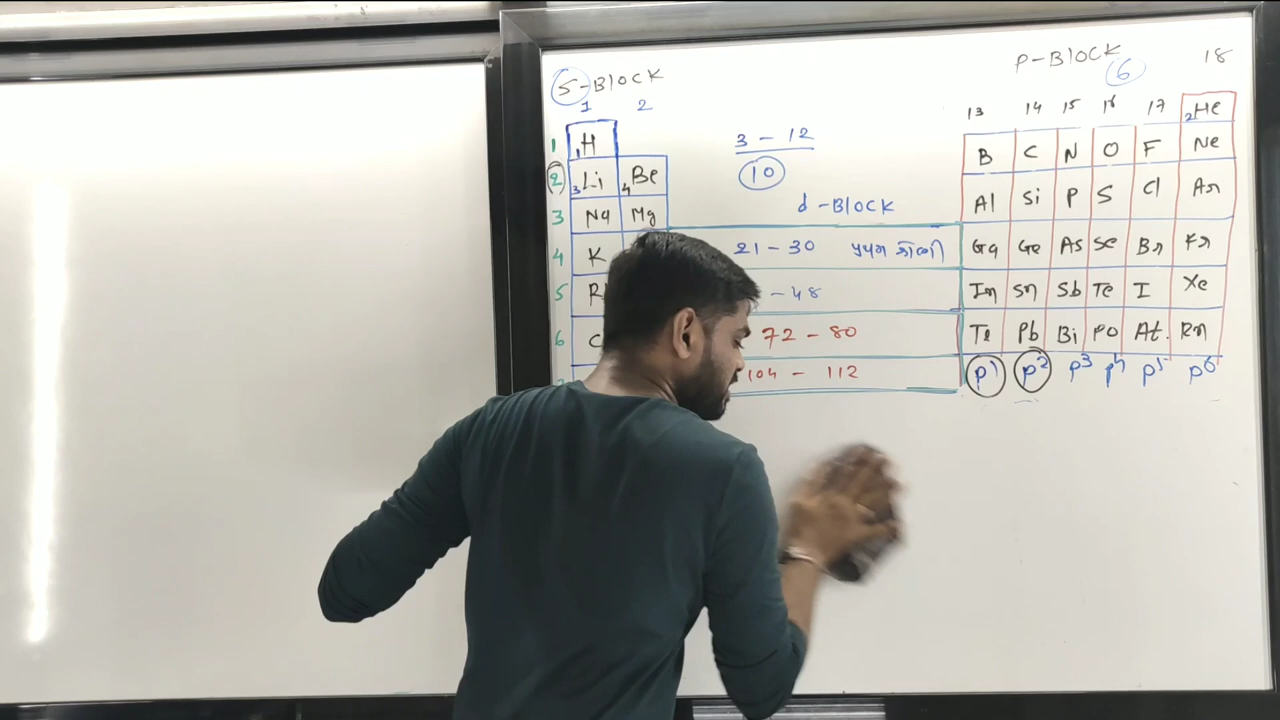 S-BLOCK P-BLOCK 6 18
1 2 13 14 15 16 17 2He
1 1H 3 - 12 B C N O F Ne
2 3Li 4Be 10 Al Si P S Cl Ar
3 Na Mg d-BLOCK
4 K 21 - 30 Ga Ge As Se Br Fr
5 - 48 In Sn Sb Te I Xe
6 C 72 - 80 Te Pb Bi Po At. Rn
104 - 112 p1 p2 p3 p4 p5 p6